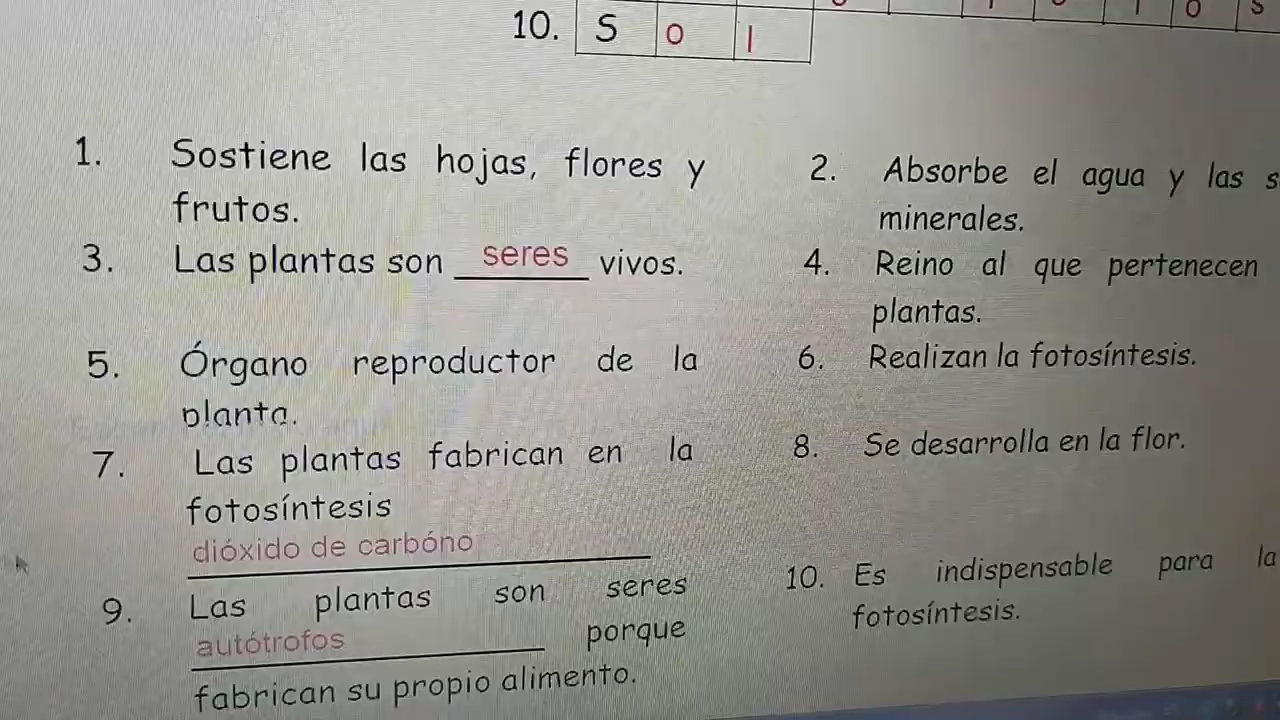 10. S o l
o s
1. Sostiene las hojas, flores y
frutos.
2. Absorbe el agua y las s
minerales.
3. Las plantas son seres vivos.
4. Reino al que pertenecen
plantas.
5. Órgano reproductor de la
planta.
6. Realizan la fotosíntesis.
7. Las plantas fabrican en la
fotosíntesis
dióxido de carbóno
8. Se desarrolla en la flor.
9. Las plantas son seres
autótrofos porque
fabrican su propio alimento.
10. Es indispensable para la
fotosíntesis.